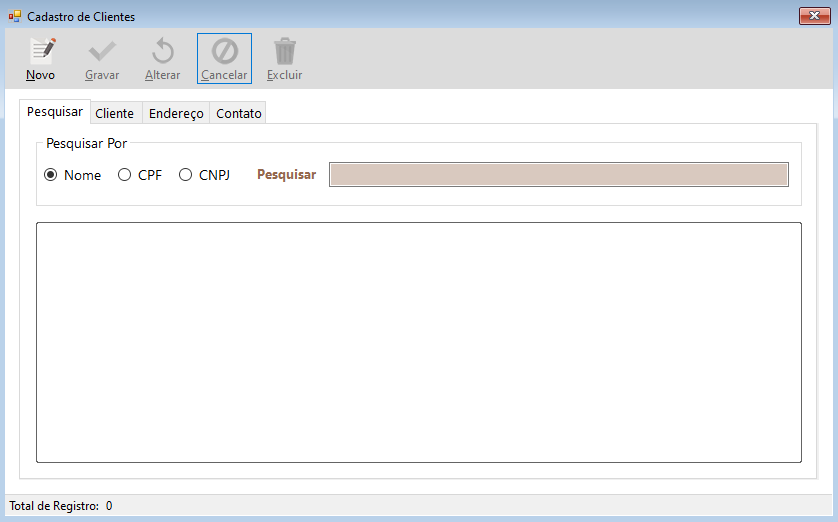 Cadastro de Clientes
Novo Gravar Alterar Cancelar Excluir
Pesquisar Cliente Endereço Contato
Pesquisar Por
Nome CPF CNPJ Pesquisar
Total de Registro: 0